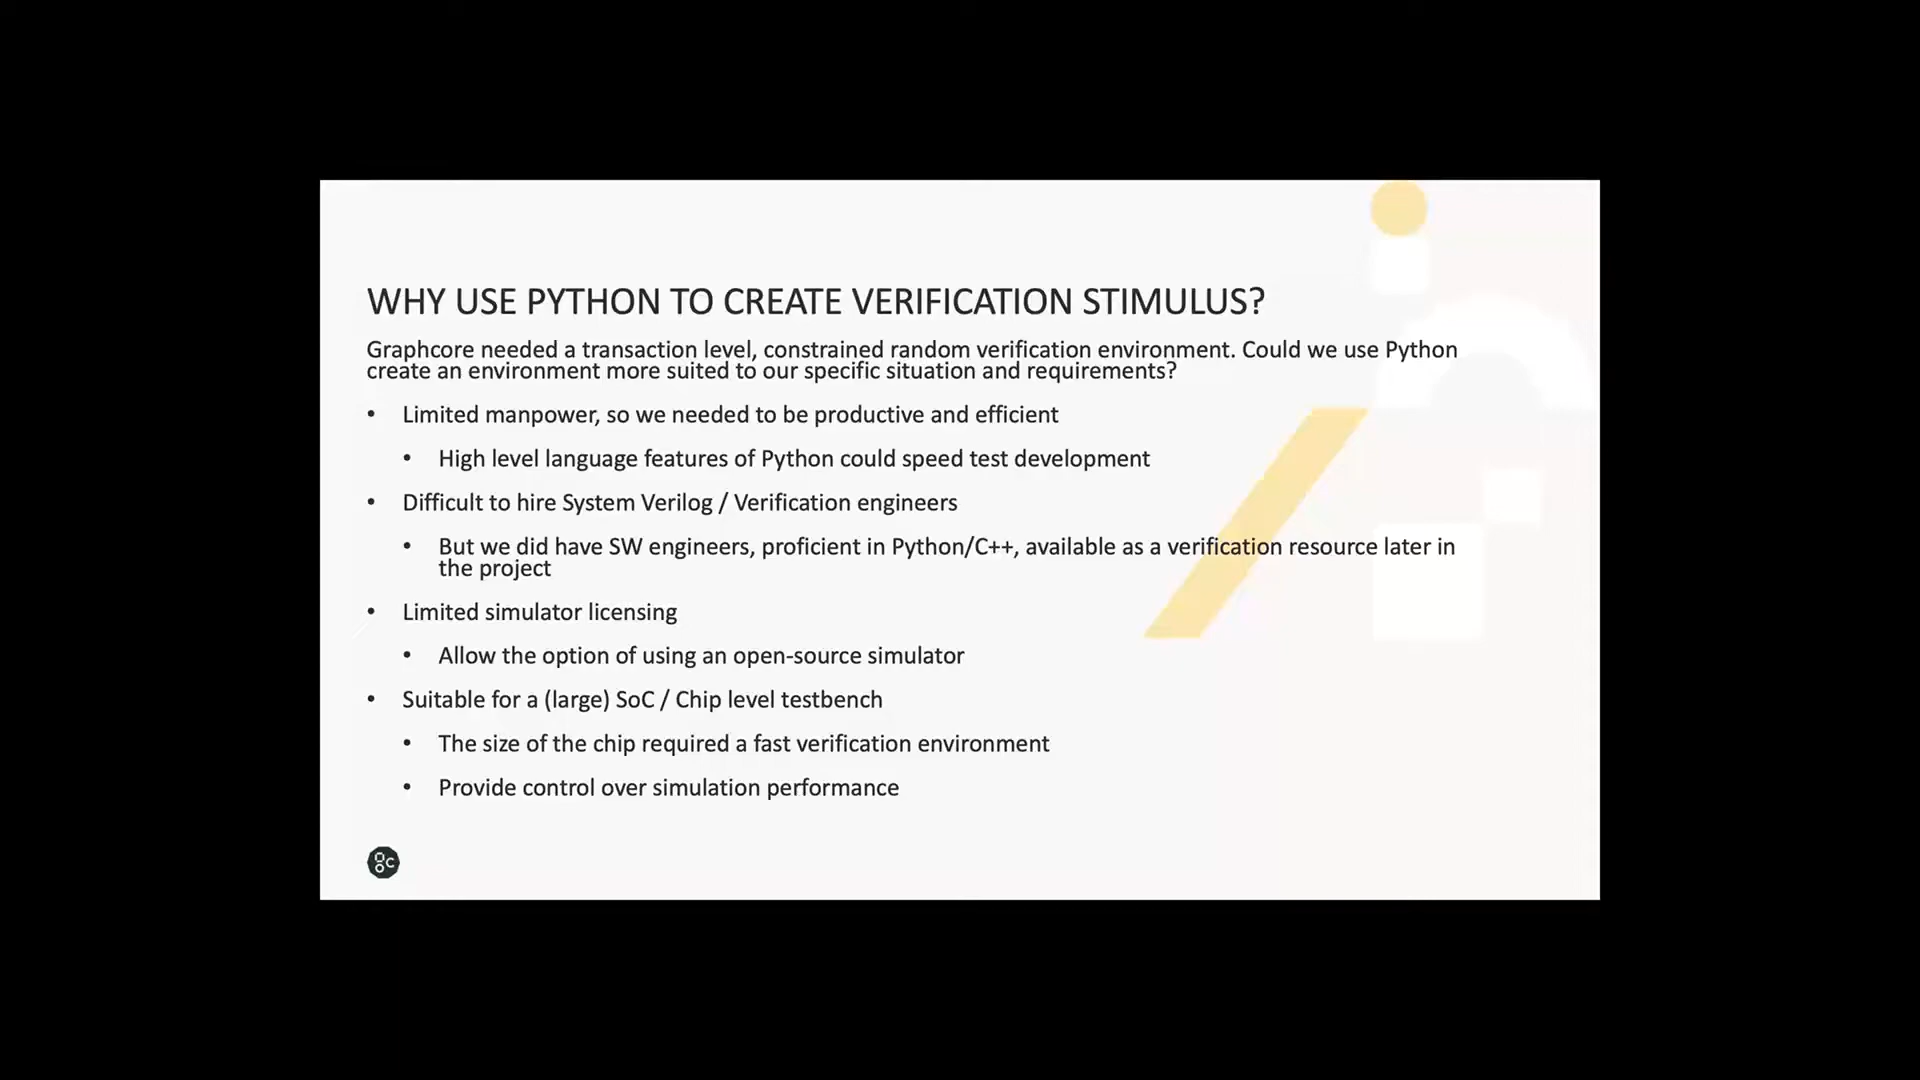 WHY USE PYTHON TO CREATE VERIFICATION STIMULUS?
Graphcore needed a transaction level, constrained random verification environment. Could we use Python
create an environment more suited to our specific situation and requirements?
• Limited manpower, so we needed to be productive and efficient
• High level language features of Python could speed test development
• Difficult to hire System Verilog / Verification engineers
• But we did have SW engineers, proficient in Python/C++, available as a verification resource later in
the project
• Limited simulator licensing
• Allow the option of using an open-source simulator
• Suitable for a (large) SoC / Chip level testbench
• The size of the chip required a fast verification environment
• Provide control over simulation performance
gc